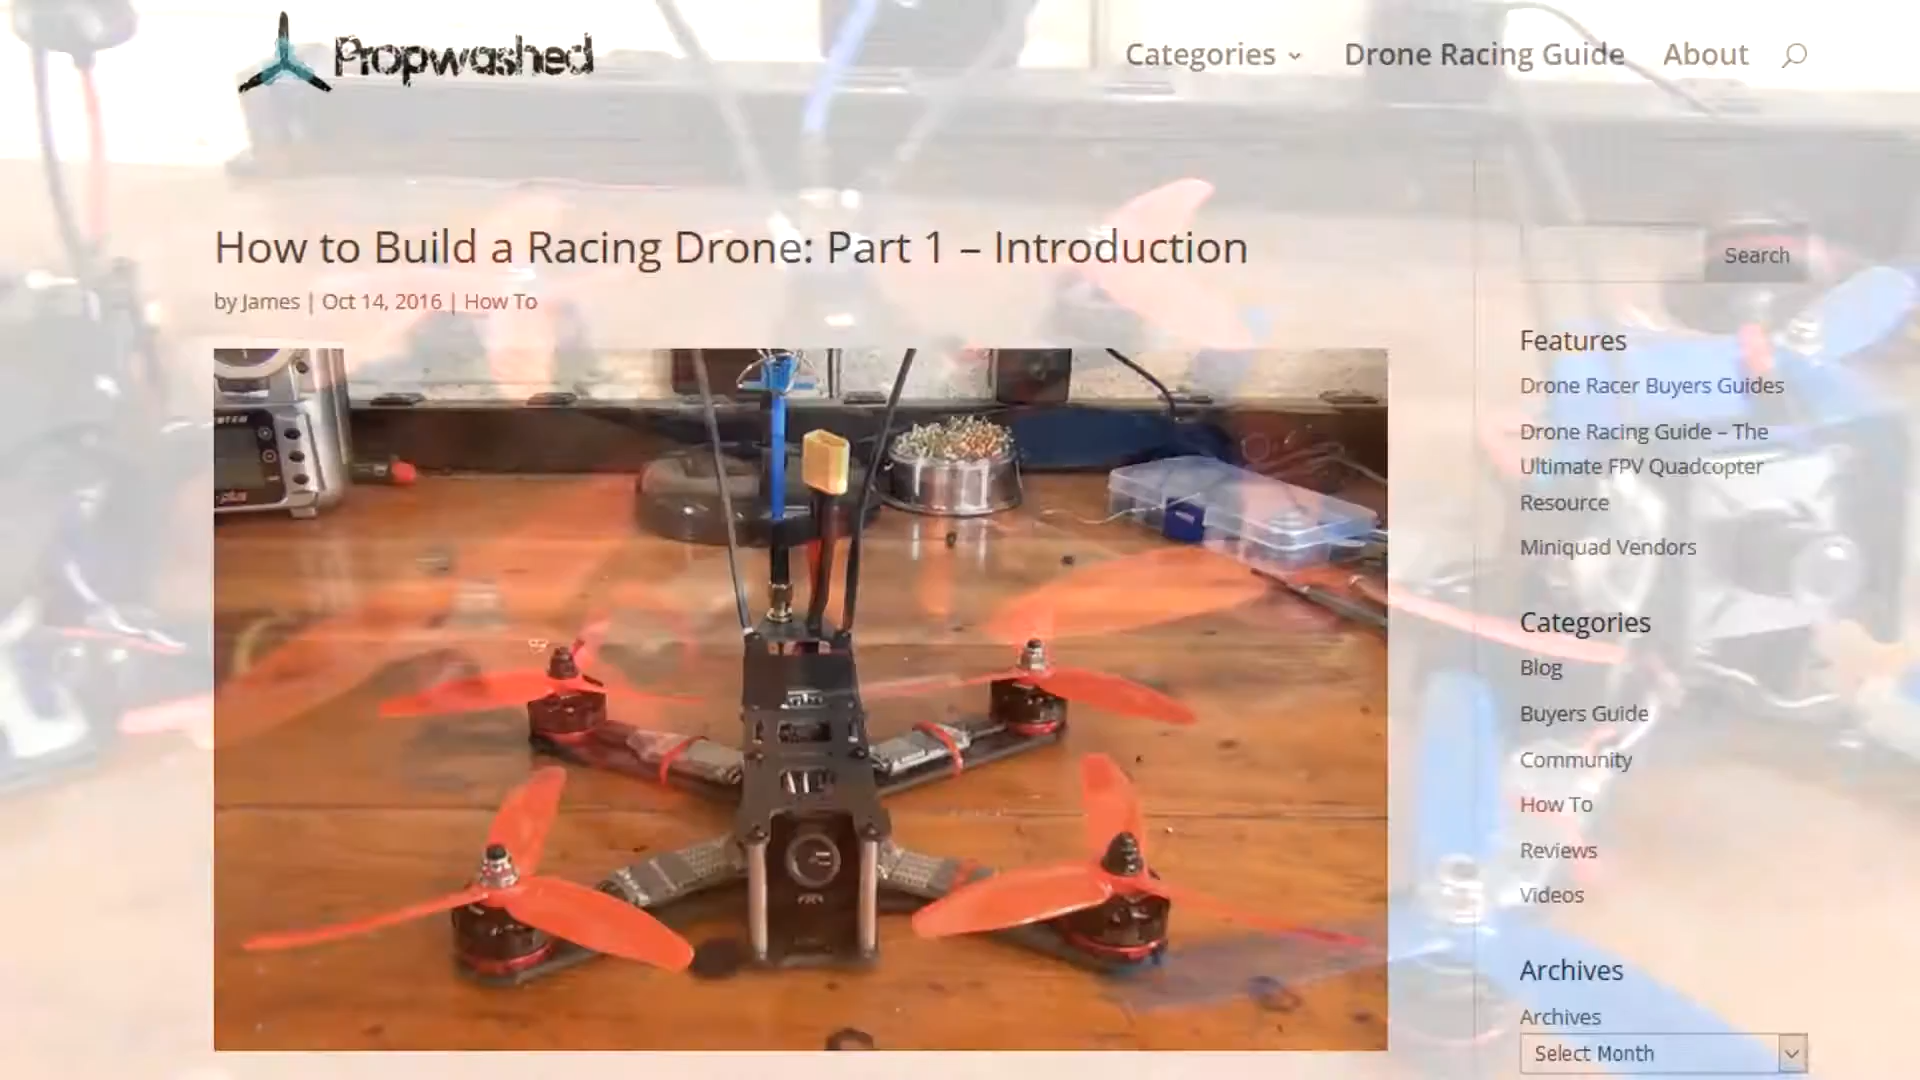 Propwashed
Categories
Drone Racing Guide
About
How to Build a Racing Drone: Part 1 – Introduction
by James | Oct 14, 2016 | How To
Search
Features
Drone Racer Buyers Guides
Drone Racing Guide – The
Ultimate FPV Quadcopter
Resource
Miniquad Vendors
Categories
Blog
Buyers Guide
Community
How To
Reviews
Videos
Archives
Archives
Select Month